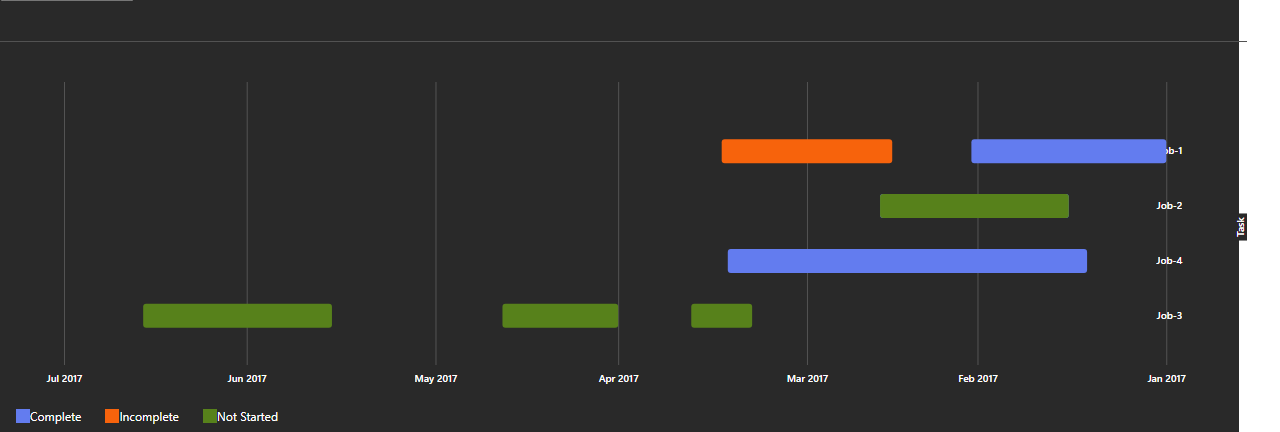 ob-1
Job-2
Task
Job-4
Job-3
Jul 2017 Jun 2017 May 2017 Apr 2017 Mar 2017 Feb 2017 Jan 2017
Complete Incomplete Not Started